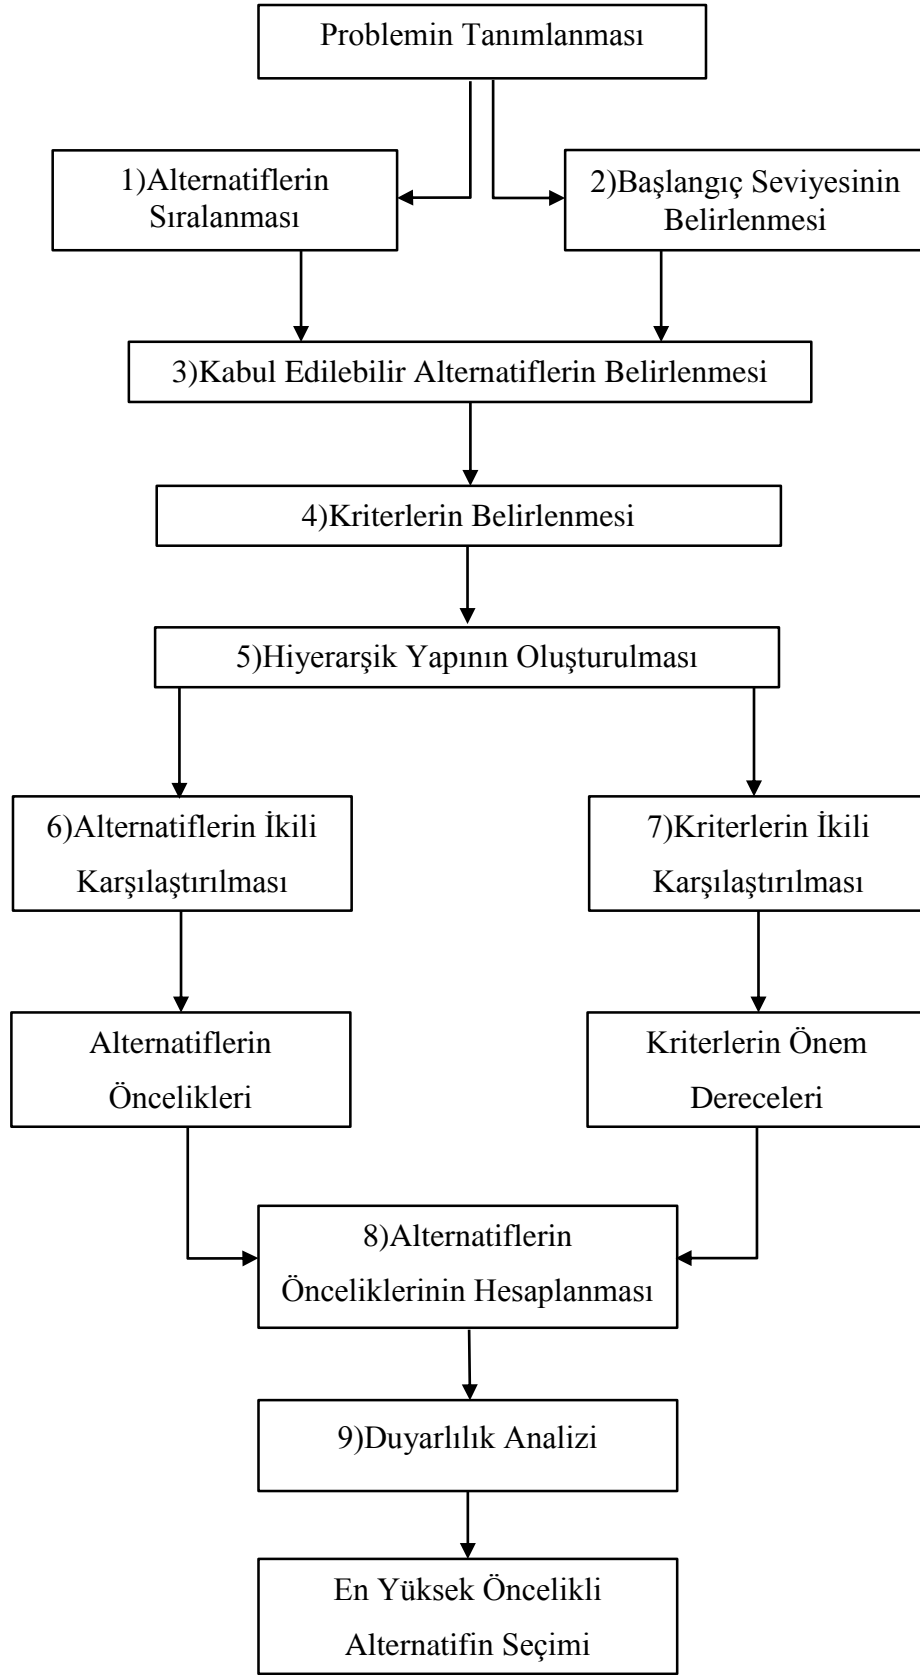 Problemin Tanımlanması
1)Alternatiflerin
Sıralanması
2)Başlangıç Seviyesinin
Belirlenmesi
3)Kabul Edilebilir Alternatiflerin Belirlenmesi
4)Kriterlerin Belirlenmesi
5)Hiyerarşik Yapının Oluşturulması
6)Alternatiflerin İkili
Karşılaştırılması
7)Kriterlerin İkili
Karşılaştırılması
Alternatiflerin
Öncelikleri
Kriterlerin Önem
Dereceleri
8)Alternatiflerin
Önceliklerinin Hesaplanması
9)Duyarlılık Analizi
En Yüksek Öncelikli
Alternatifin Seçimi